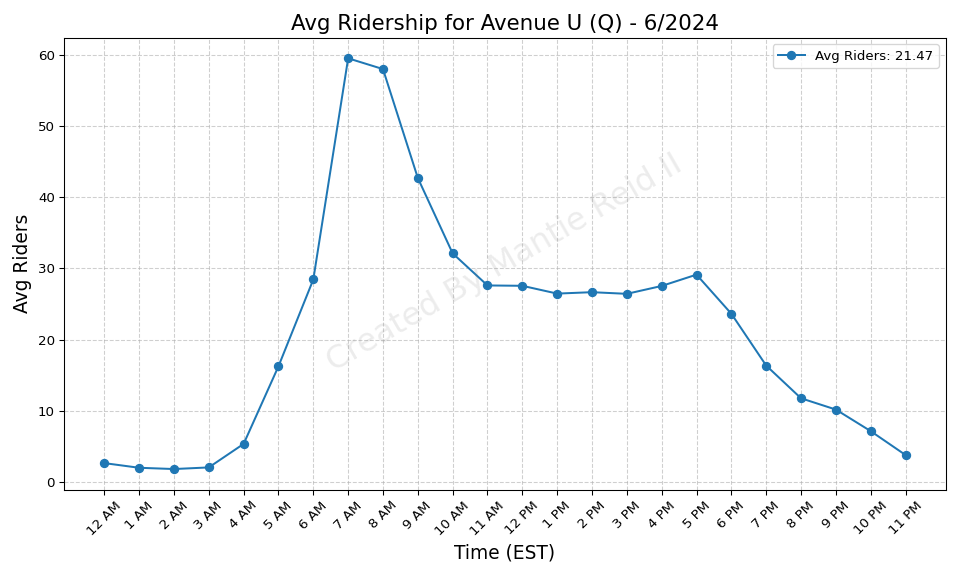 Avg Ridership for Avenue U (Q) - 6/2024
Avg Riders: 21.47
Avg Riders
60
50
40
30
20
10
0
Created By Mantie Reid II
12 AM
1 AM
2 AM
3 AM
4 AM
5 AM
6 AM
7 AM
8 AM
9 AM
10 AM
11 AM
12 PM
1 PM
2 PM
3 PM
4 PM
5 PM
6 PM
7 PM
8 PM
9 PM
10 PM
11 PM
Time (EST)